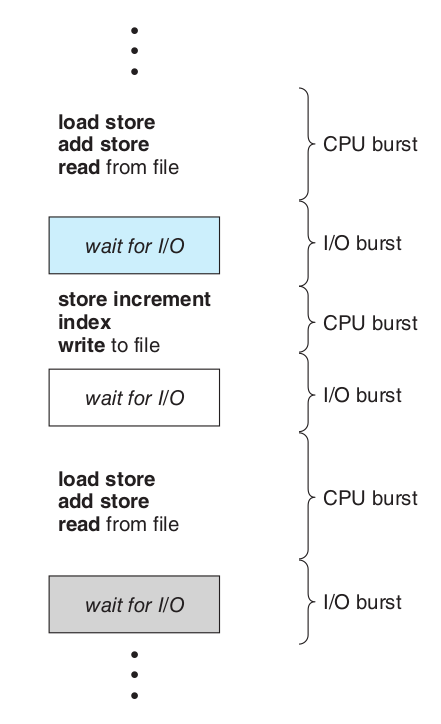 load store
add store
read from file
CPU burst
wait for I/O
I/O burst
store increment
index
write to file
CPU burst
wait for I/O
I/O burst
load store
add store
read from file
CPU burst
wait for I/O
I/O burst